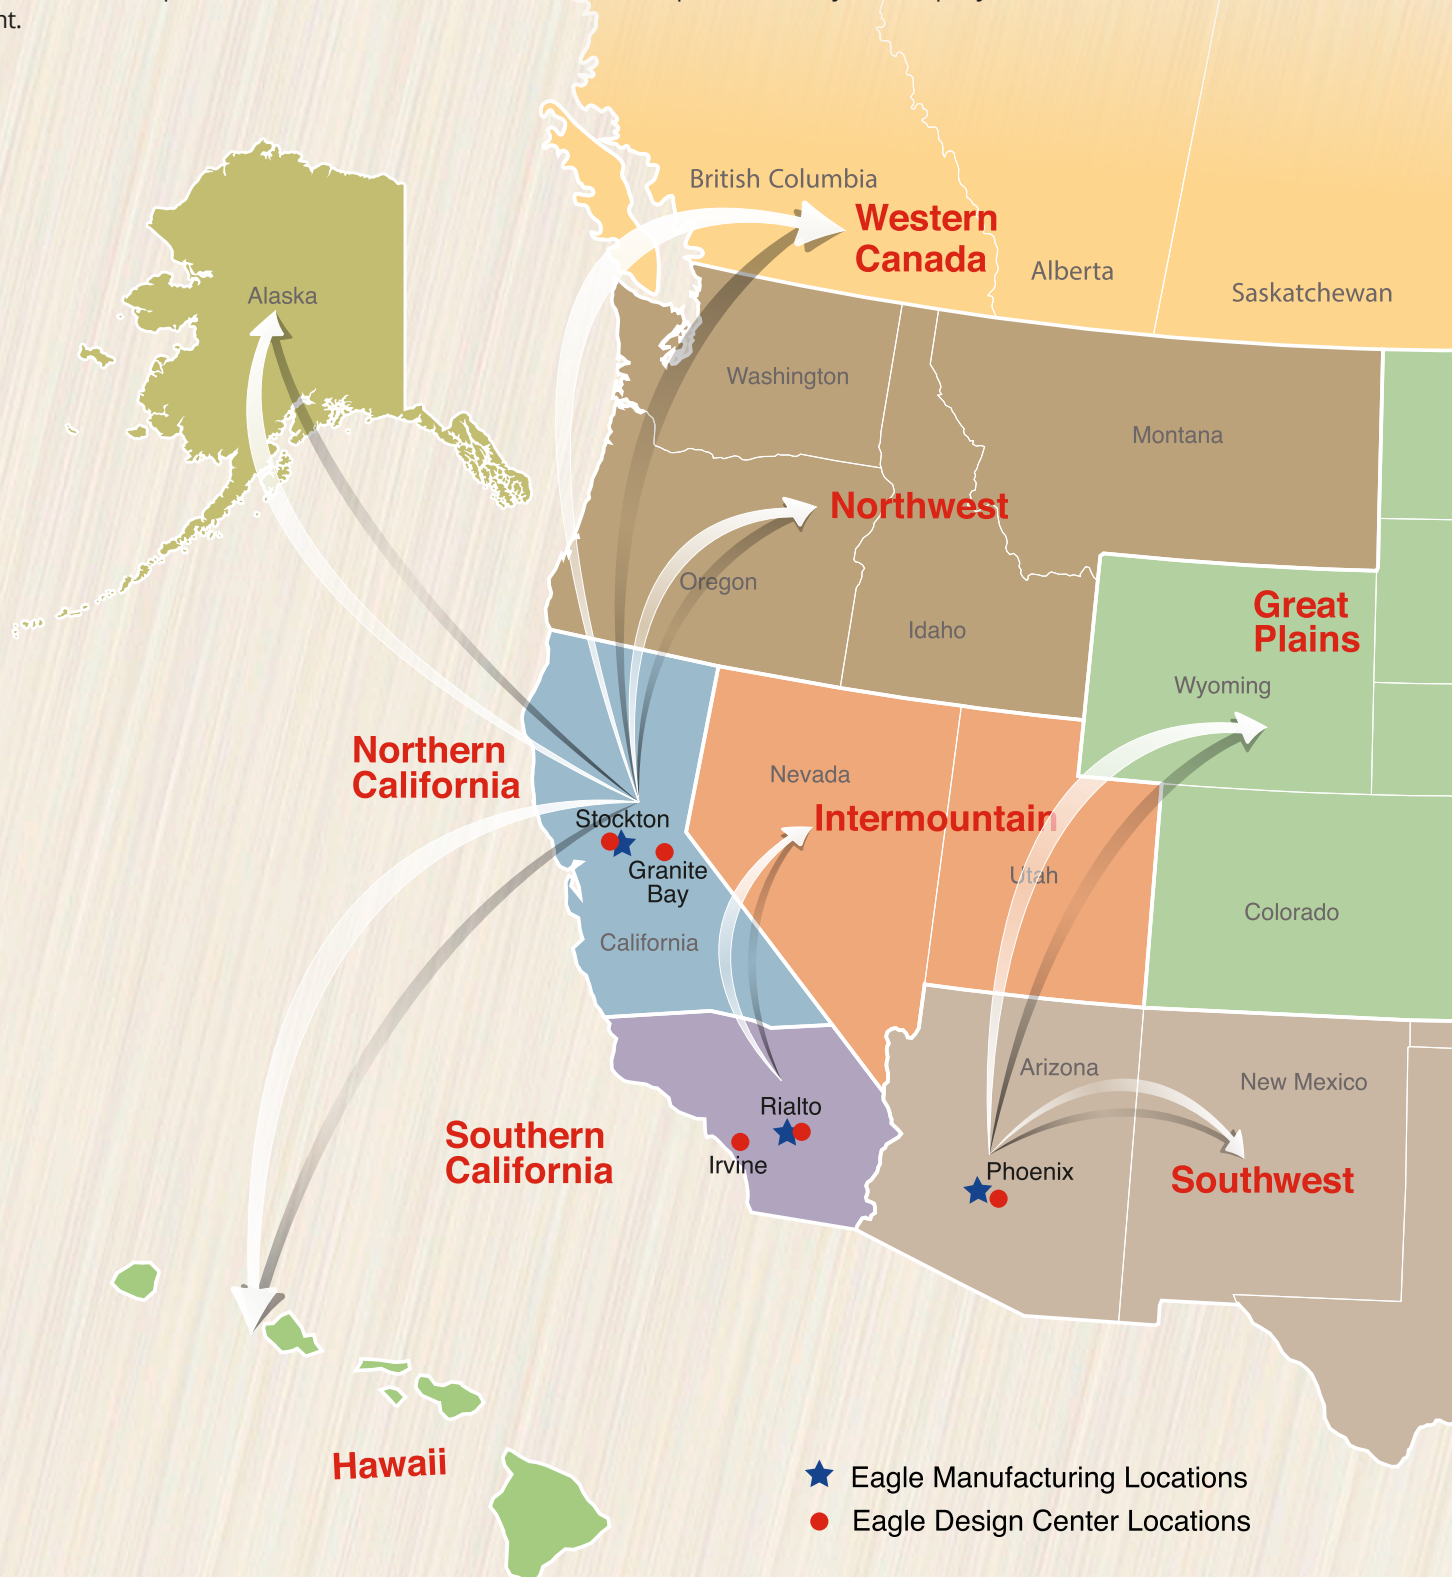 nt.
British Columbia
Western
Canada
Alberta
Saskatchewan
Alaska
Washington
Montana
Northwest
Oregon
Idaho
Great
Plains
Wyoming
Northern
California
Nevada
Intermountain
Stockton
Granite
Bay
Utah
Colorado
California
Arizona
New Mexico
Rialto
Southern
California
Irvine
Phoenix
Southwest
Hawaii
Eagle Manufacturing Locations
Eagle Design Center Locations